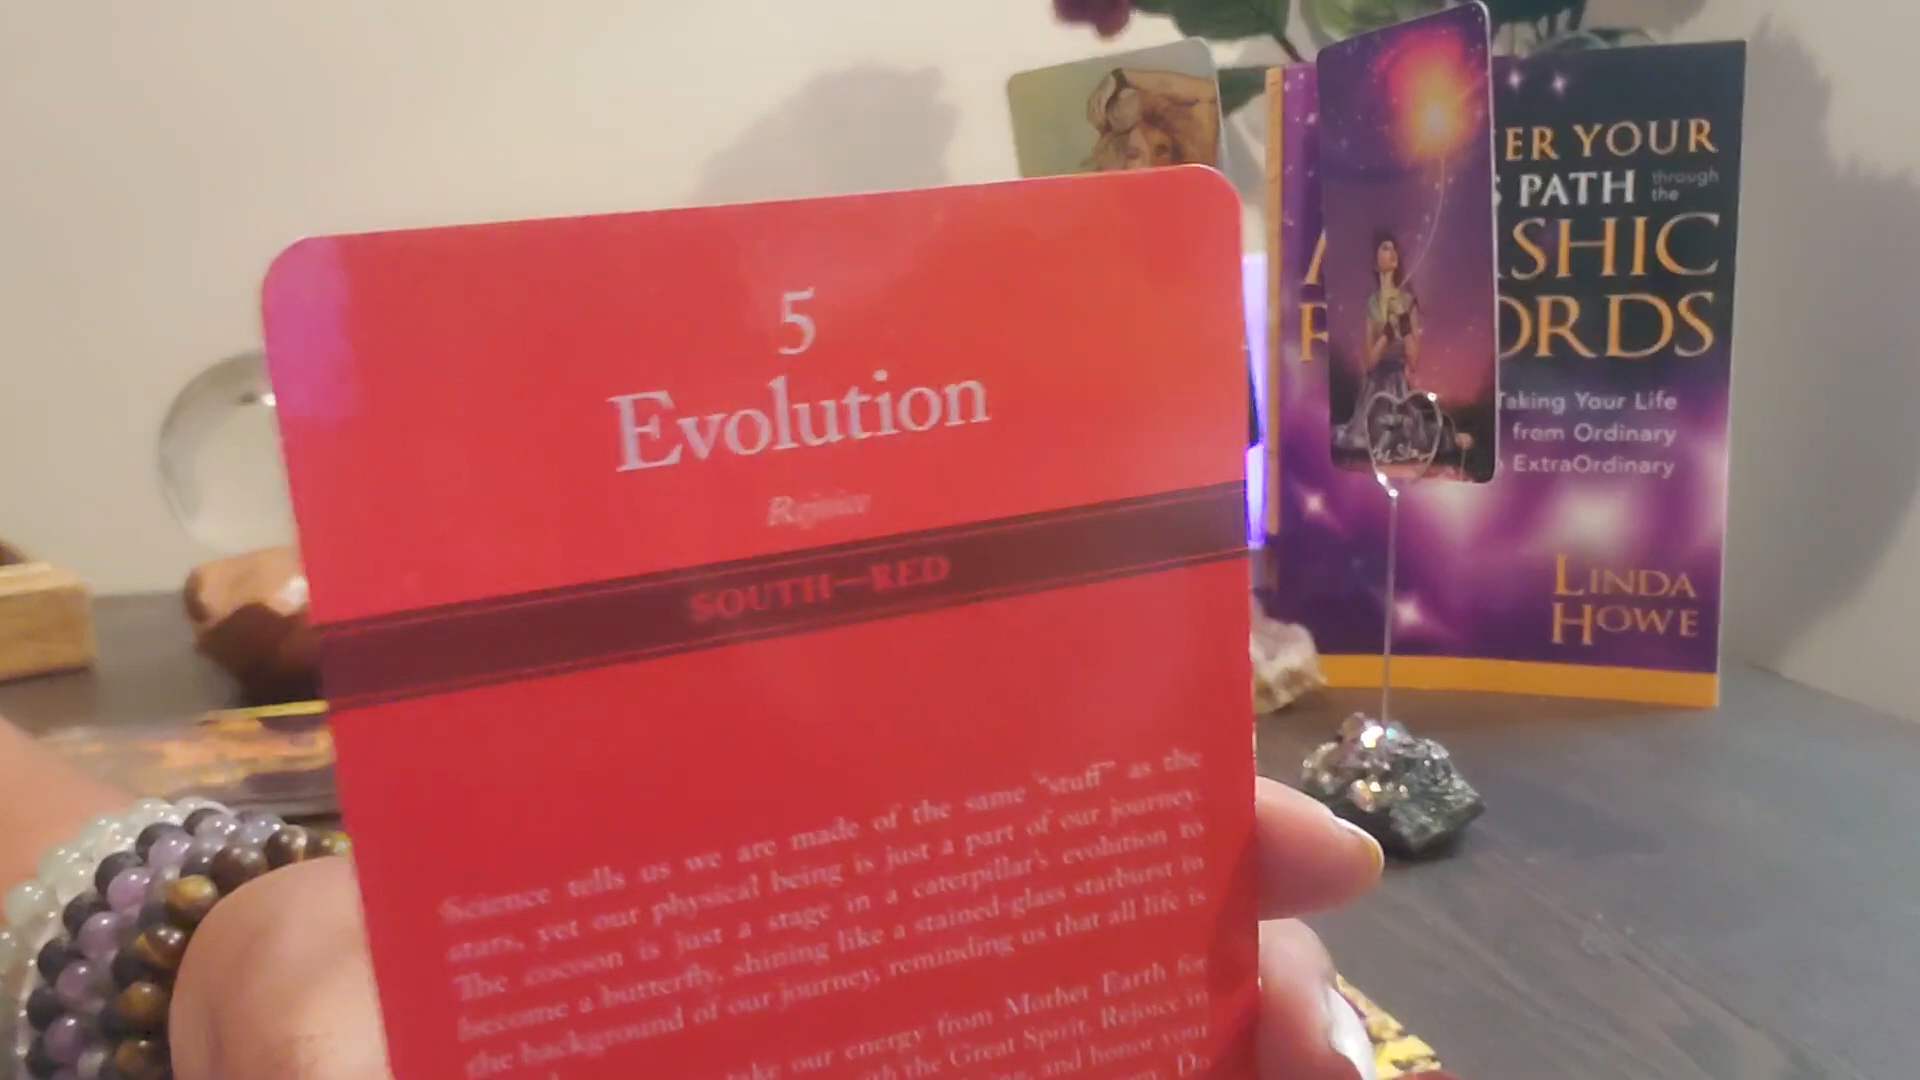 5
Evolution
Rejoice
SOUTH—RED
Science tells us we are made of the same "stuff" as the
stars, yet our physical being is just a part of our journey.
The cocoon is just a stage in a caterpillar's evolution to
become a butterfly, shining like a stained-glass starburst in
the background of our journey, reminding us that all life is
take our energy from Mother Earth for
the Great Spirit. Rejoice in
and honor your
Do
ER YOUR
PATH through
the
SHIC
ORDS
Taking Your Life
from Ordinary
ExtraOrdinary
LINDA
HOWE
the Star